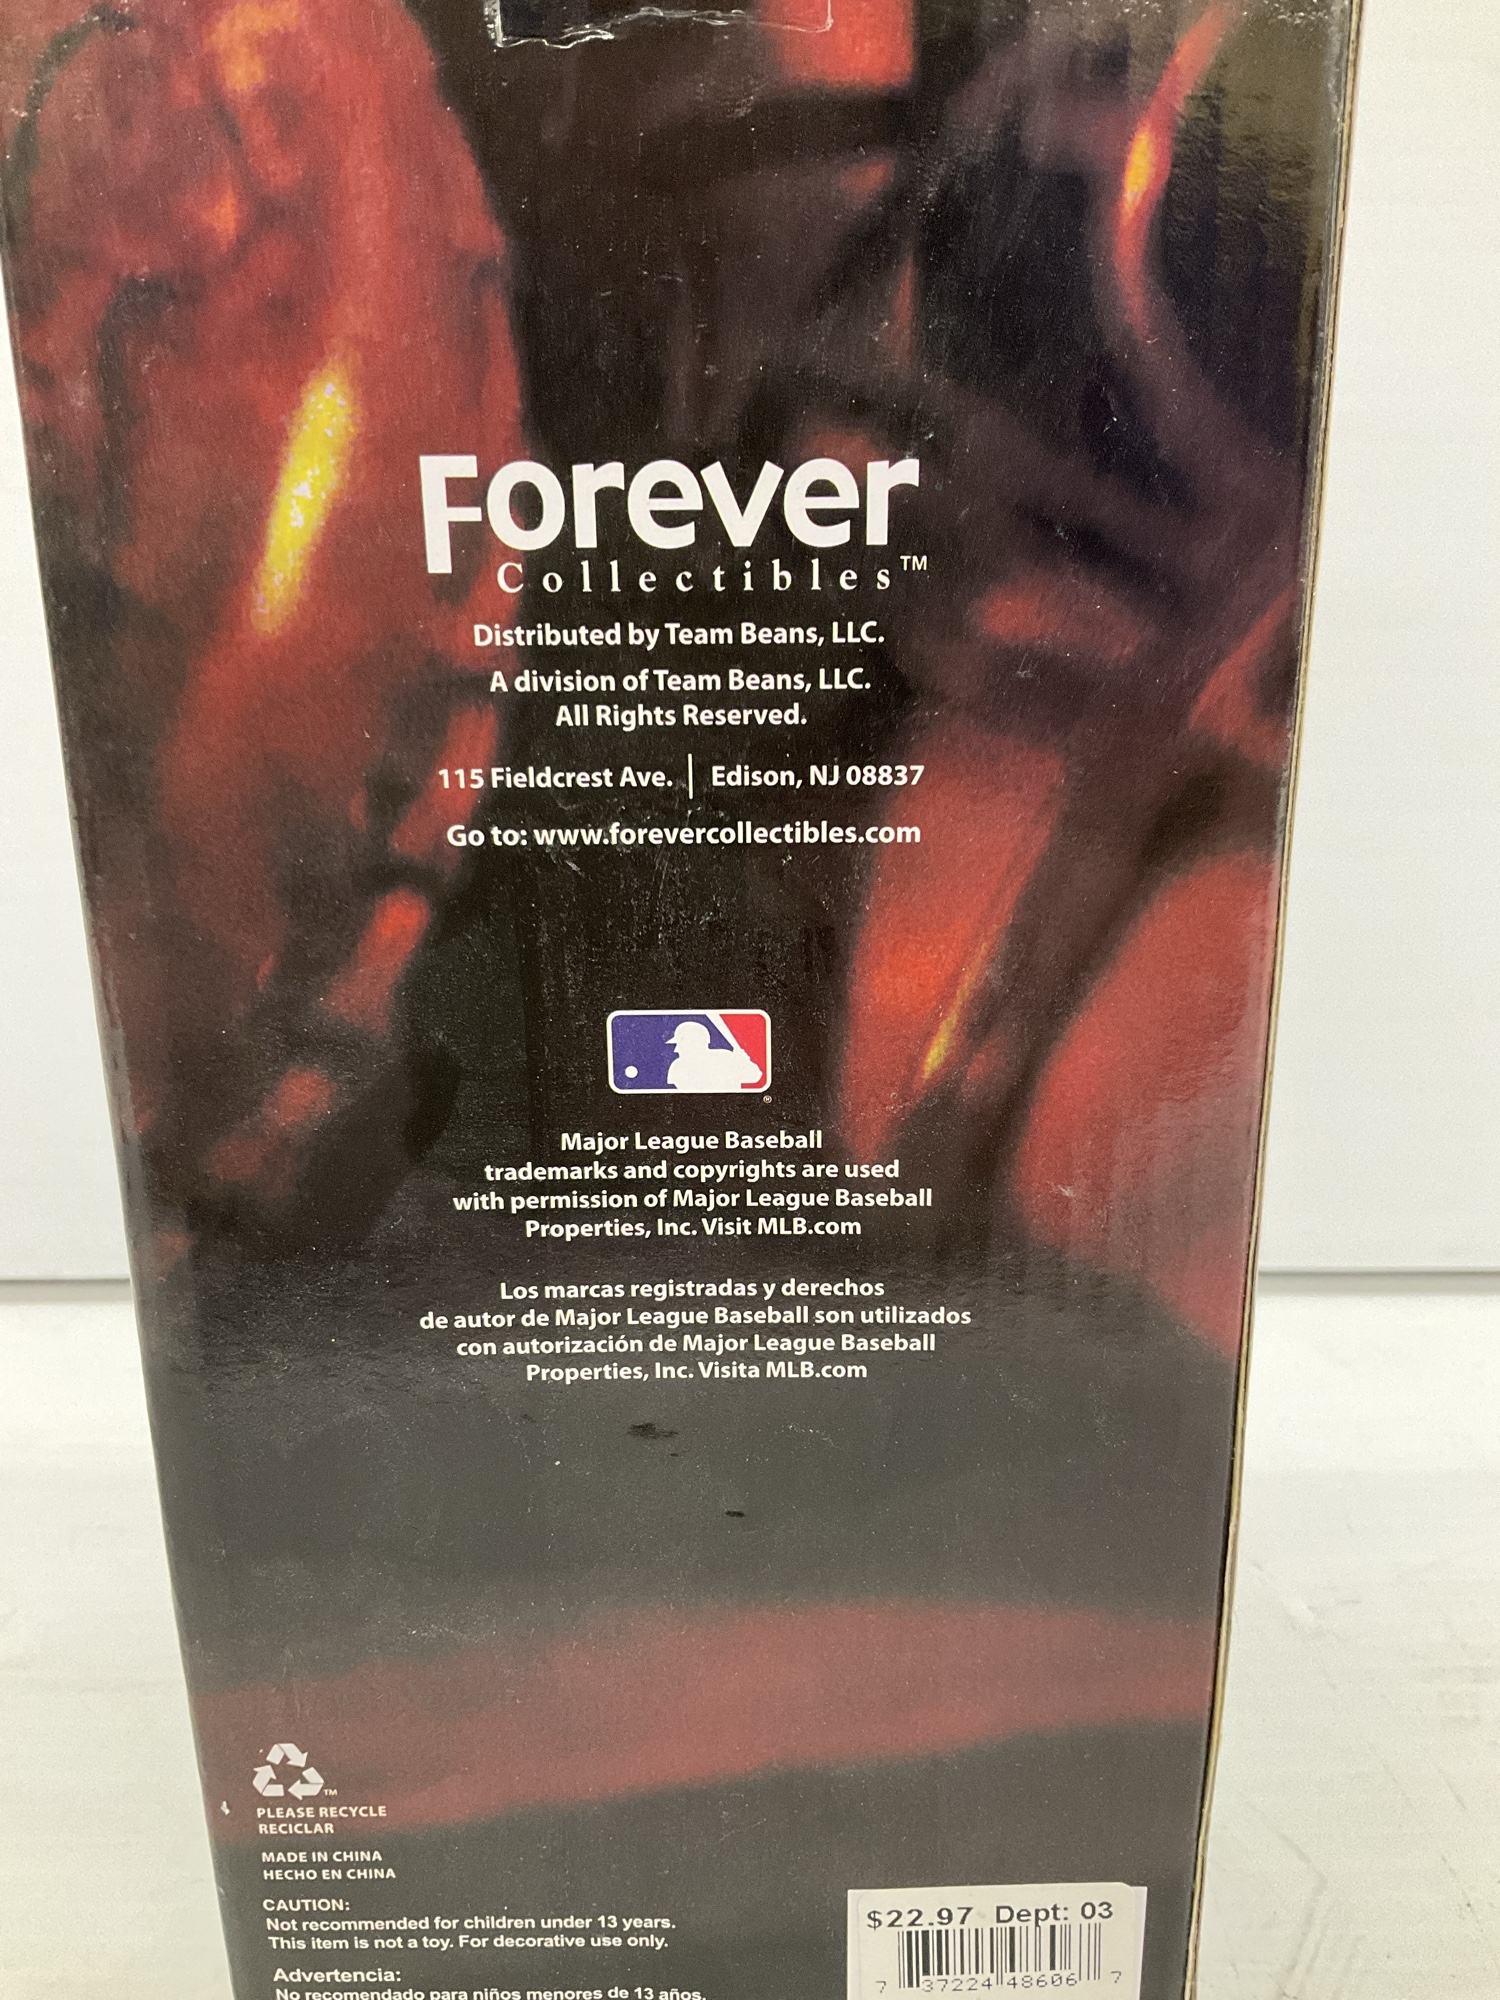 Forever
Collectibles™
Distributed by Team Beans, LLC.
A division of Team Beans, LLC.
All Rights Reserved.
115 Fieldcrest Ave. | Edison, NJ 08837
Go to: www.forevercollectibles.com
®
Major League Baseball
trademarks and copyrights are used
with permission of Major League Baseball
Properties, Inc. Visit MLB.com
Los marcas registradas y derechos
de autor de Major League Baseball son utilizados
con autorización de Major League Baseball
Properties, Inc. Visita MLB.com
™
PLEASE RECYCLE
RECICLAR
MADE IN CHINA
HECHO EN CHINA
CAUTION:
Not recommended for children under 13 years.
This item is not a toy. For decorative use only.
Advertencia:
No recomendado para niños menores de 13 años.
$22.97 Dept: 03
7 37224 48606 7